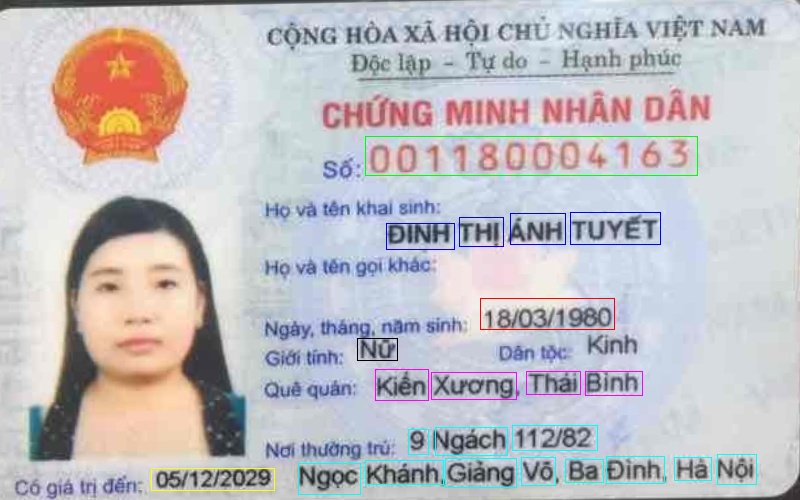 CỘNG HÒA XÃ HỘI CHỦ NGHĨA VIỆT NAM
Độc lập - Tự do - Hạnh phúc
CHỨNG MINH NHÂN DÂN
Số: 001180004163
Họ và tên khai sinh:
ĐINH THỊ ÁNH TUYẾT
Họ và tên gọi khác:
Ngày, tháng, năm sinh: 18/03/1980
Giới tính: Nữ Dân tộc: Kinh
Quê quán: Kiến Xương, Thái Bình
Nơi thường trú: 9 Ngách 112/82
Ngọc Khánh, Giảng Võ, Ba Đình, Hà Nội
Có giá trị đến: 05/12/2029